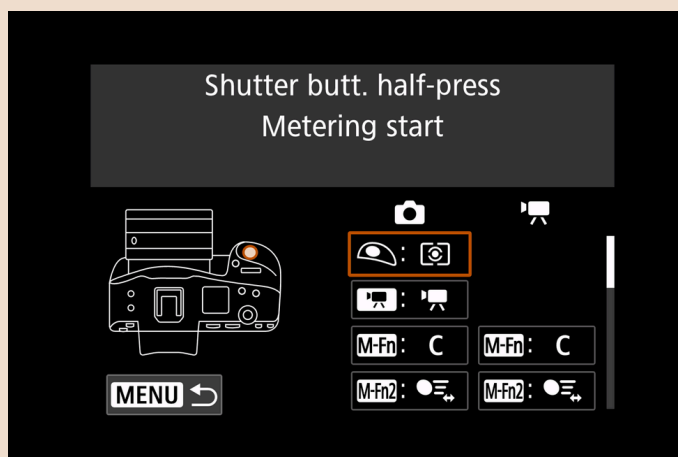 Shutter butt. half-press
Metering start
:
:
M-Fn: C M-Fn: C
M-Fn2: M-Fn2:
MENU